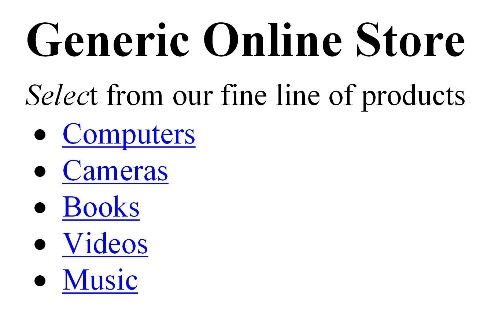 Generic Online Store
Select from our fine line of products
• Computers
• Cameras
• Books
• Videos
• Music